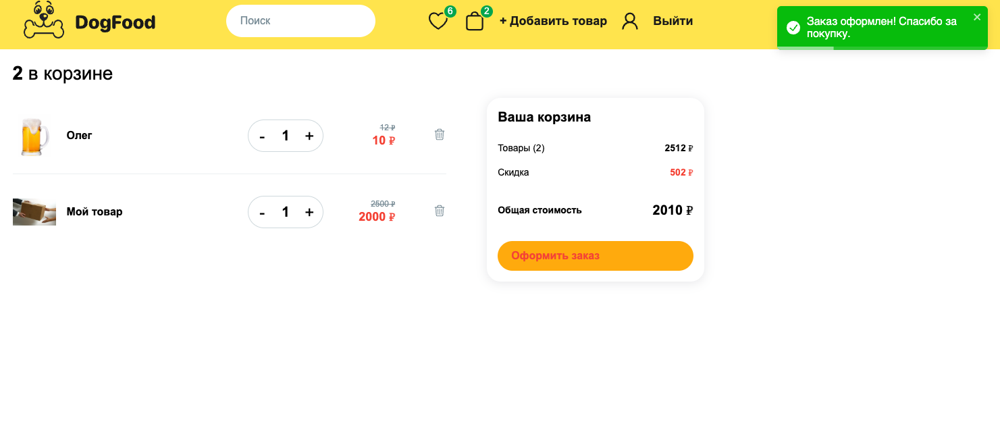 DogFood
Поиск
6
2
+ Добавить товар
Выйти
Заказ оформлен! Спасибо за
покупку.
2 в корзине
Олег
- 1 +
12 ₽
10 ₽
Мой товар
- 1 +
2500 ₽
2000 ₽
Ваша корзина
Товары (2) 2512 ₽
Скидка 502 ₽
Общая стоимость 2010 ₽
Оформить заказ